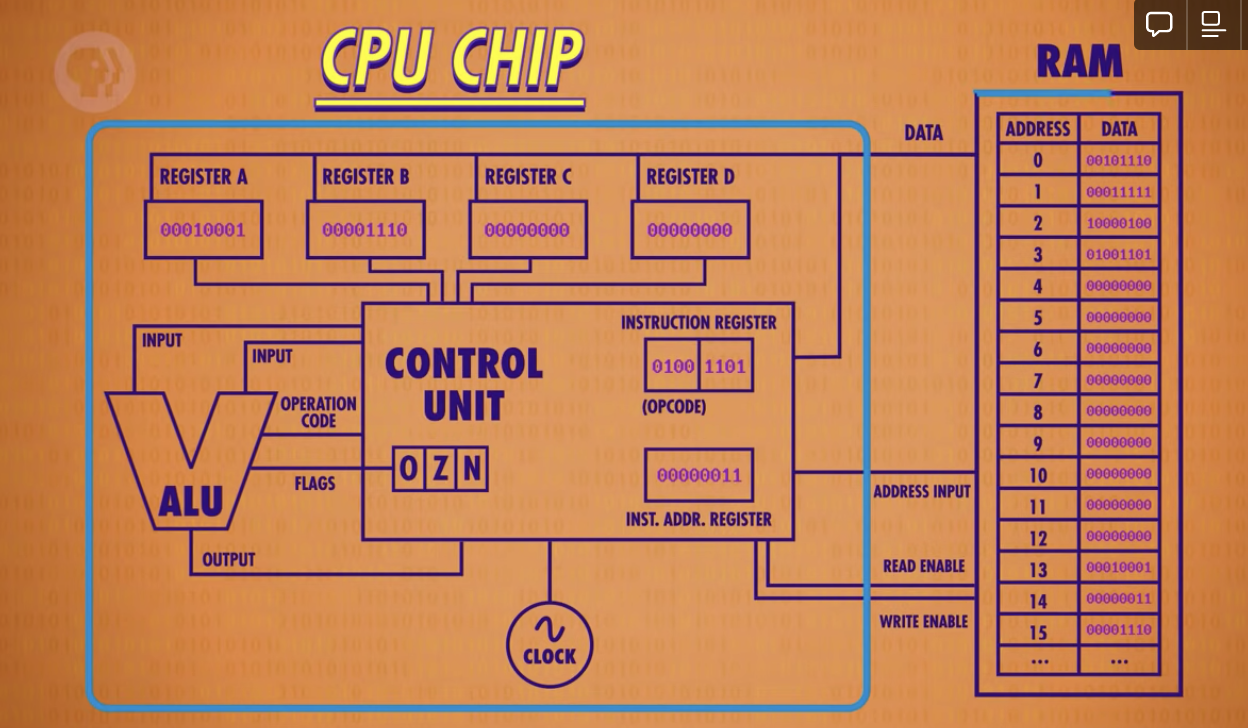 CPU CHIP
RAM
DATA
REGISTER A
REGISTER B
REGISTER C
REGISTER D
00010001
00001110
00000000
00000000
INPUT
INPUT
OPERATION
CODE
FLAGS
ALU
OUTPUT
CONTROL
UNIT
O Z N
INSTRUCTION REGISTER
0100 1101
(OPCODE)
00000011
INST. ADDR. REGISTER
CLOCK
ADDRESS INPUT
READ ENABLE
WRITE ENABLE
ADDRESS DATA
0 00101110
1 00011111
2 10000100
3 01001101
4 00000000
5 00000000
6 00000000
7 00000000
8 00000000
9 00000000
10 00000000
11 00000000
12 00000000
13 00010001
14 00000011
15 00001110
... ...